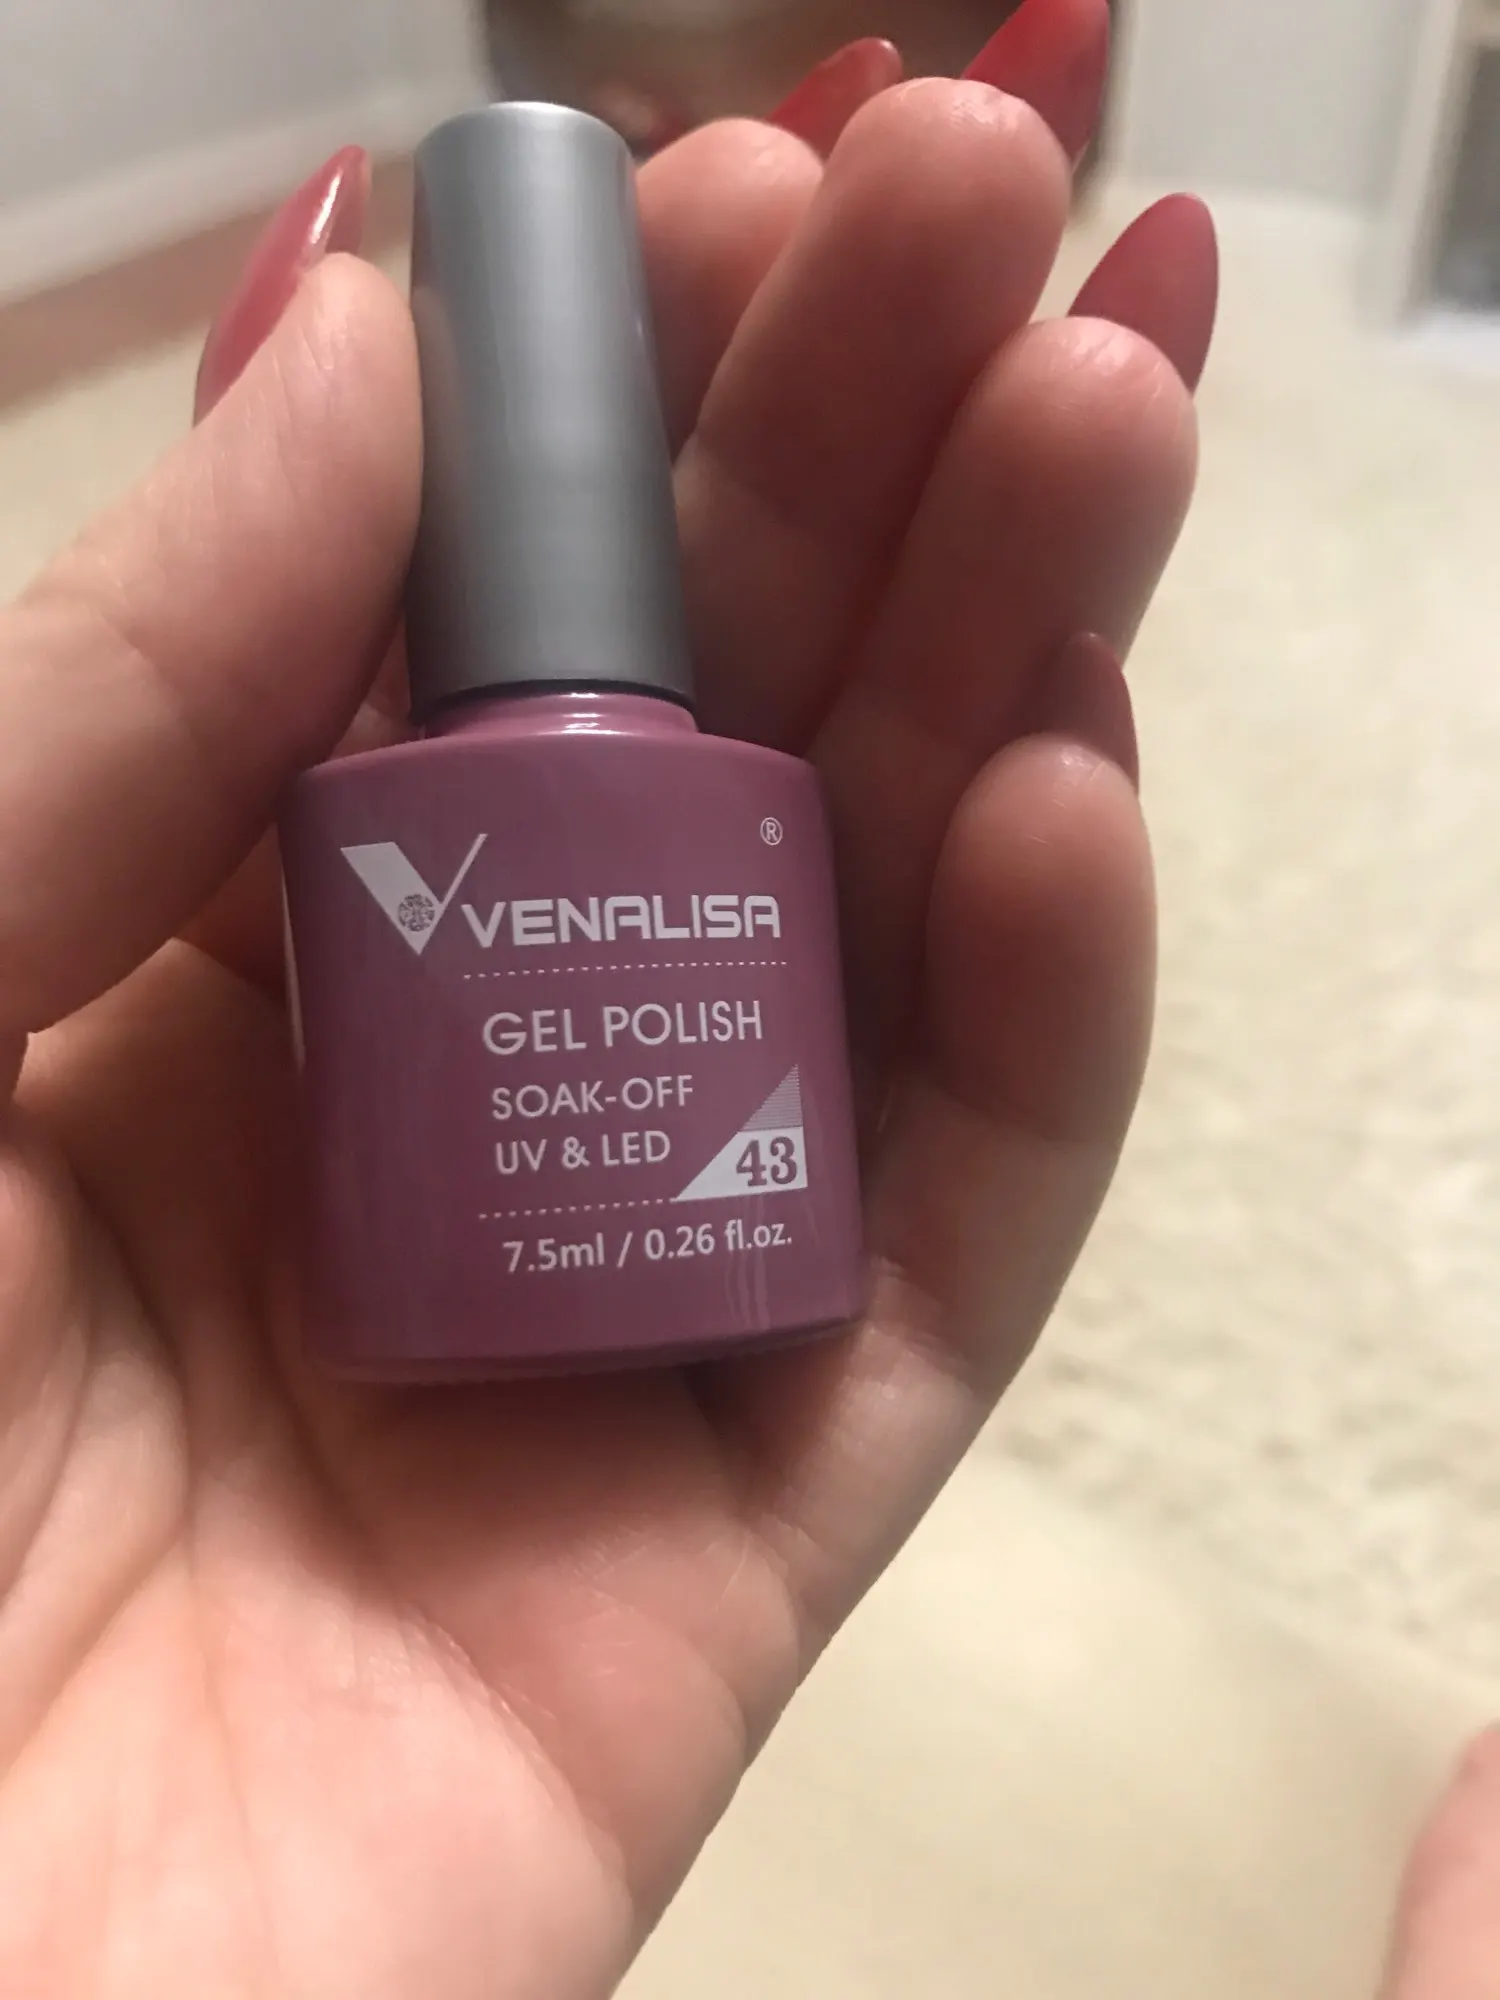 ®
VENALISA
GEL POLISH
SOAK-OFF
UV & LED
43
7.5ml / 0.26 fl.oz.